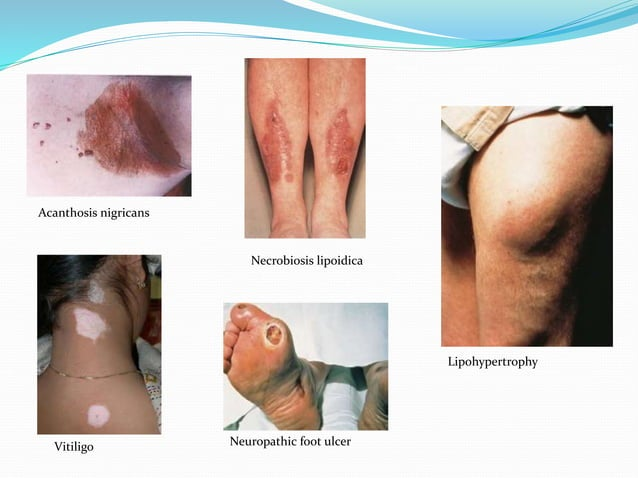 Acanthosis nigricans
Necrobiosis lipoidica
Lipohypertrophy
Vitiligo
Neuropathic foot ulcer